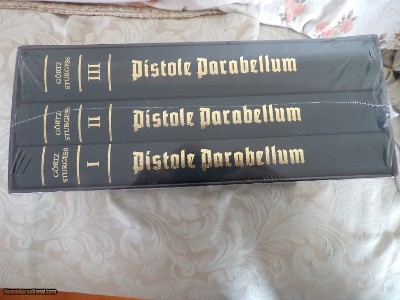 GÖRTZ
STURGESS
III
Pistole Parabellum
GÖRTZ
STURGESS
II
Pistole Parabellum
GÖRTZ
STURGESS
I
Pistole Parabellum